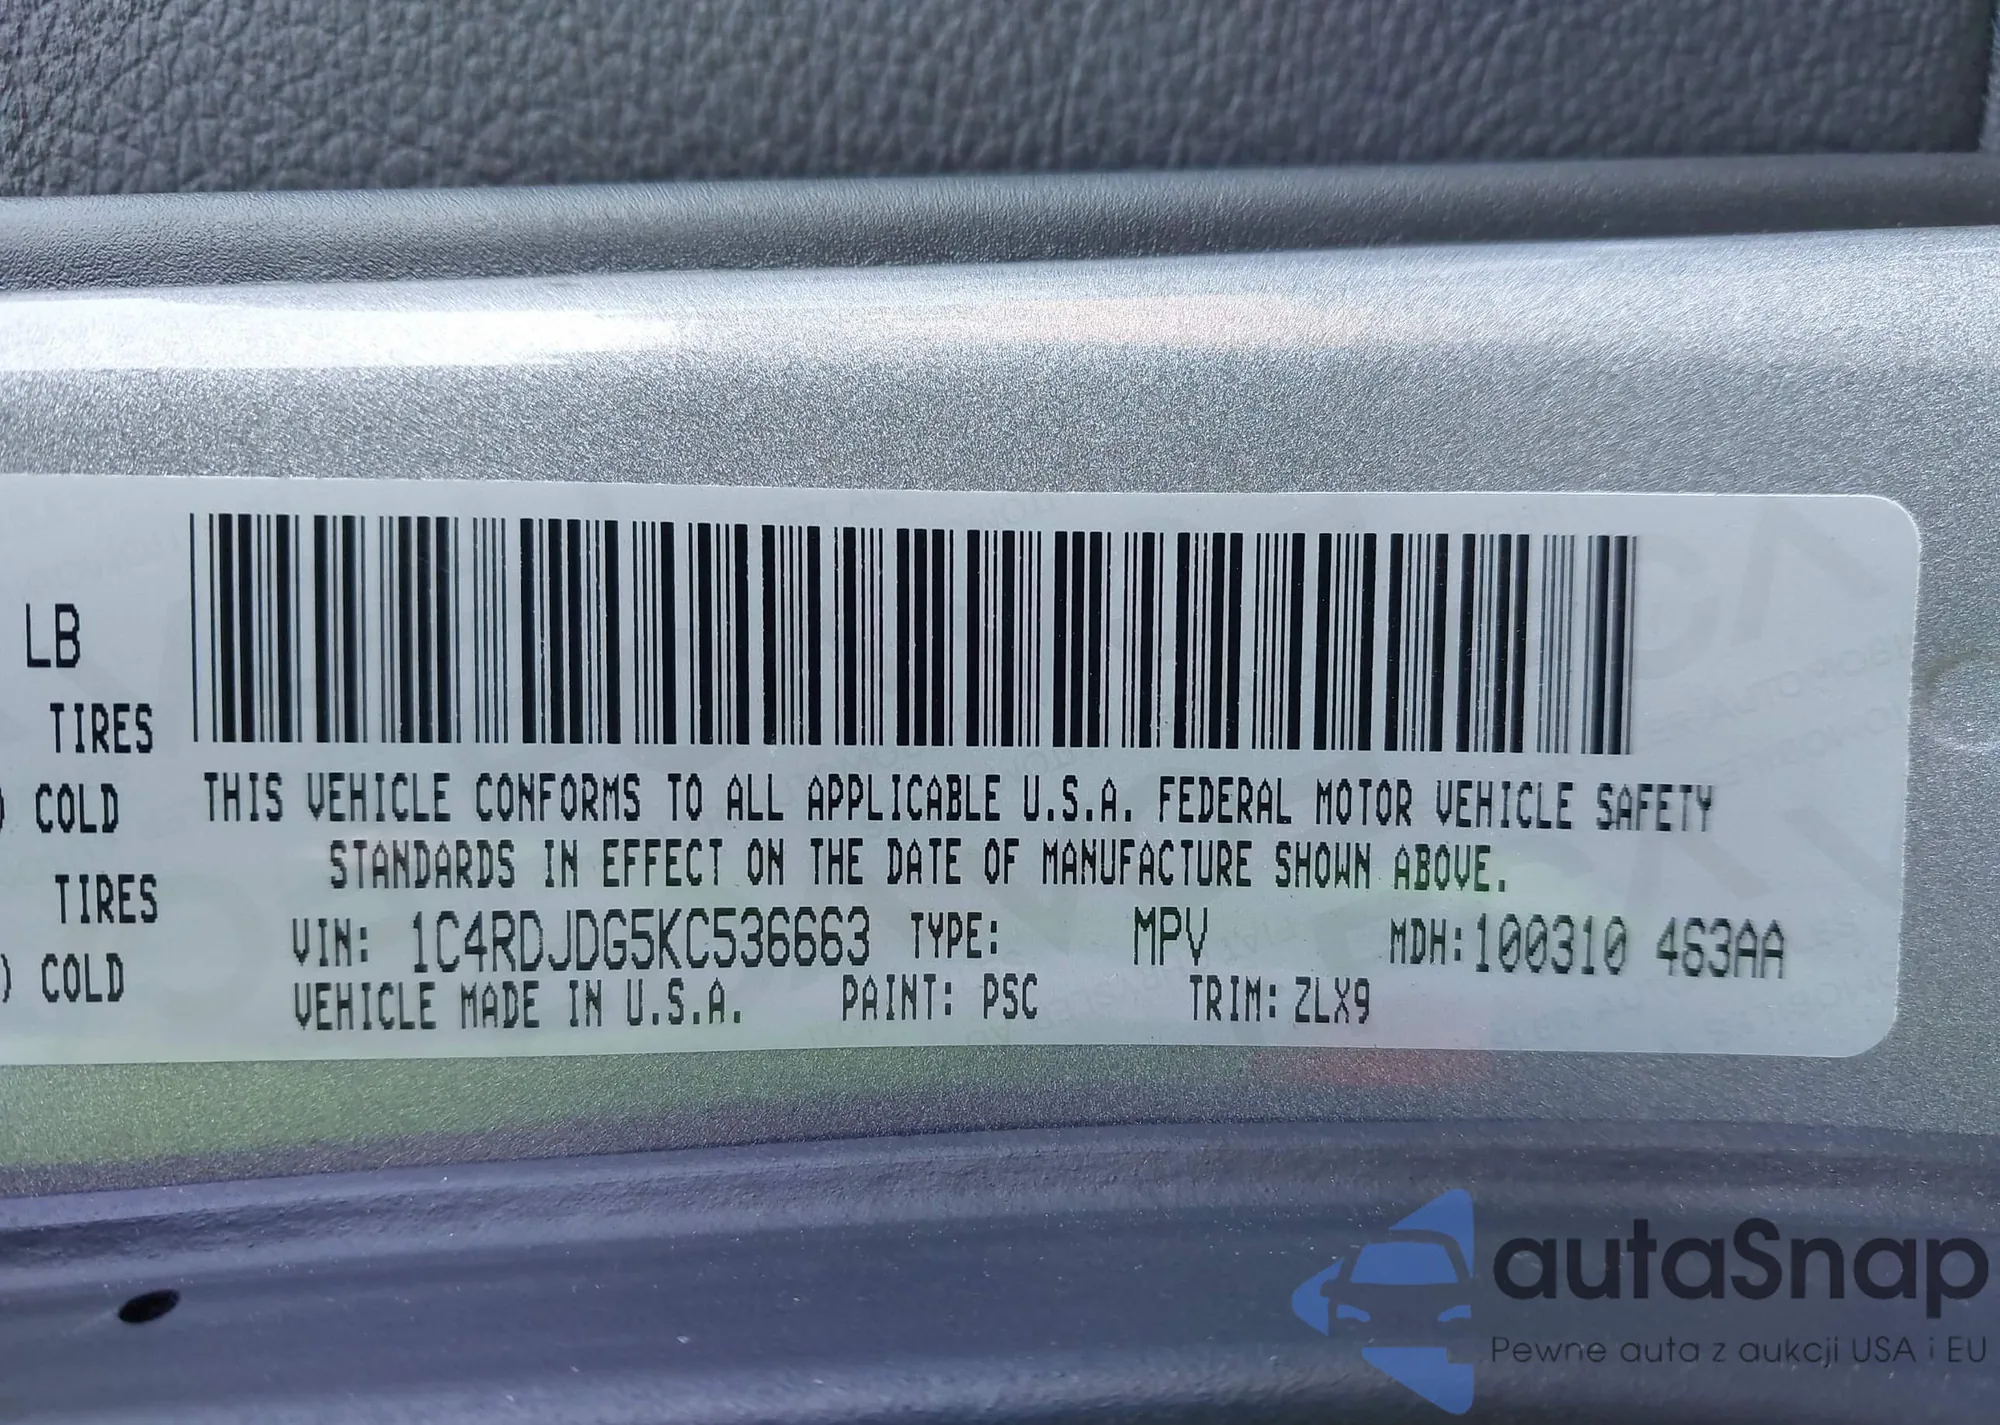 LB
TIRES
) COLD
TIRES
) COLD
THIS VEHICLE CONFORMS TO ALL APPLICABLE U.S.A. FEDERAL MOTOR VEHICLE SAFETY
STANDARDS IN EFFECT ON THE DATE OF MANUFACTURE SHOWN ABOVE.
VIN: 1C4RDJDG5KC536663 TYPE: MPV MDH:100310 463AA
VEHICLE MADE IN U.S.A. PAINT: PSC TRIM: ZLX9
autaSnap
Pewne auta z aukcji USA i EU